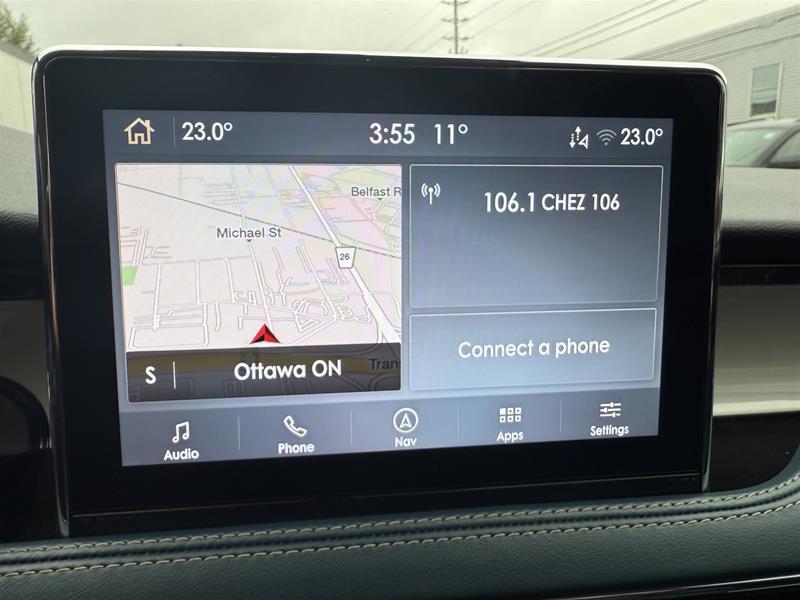 23.0°
3:55 11°
23.0°
Belfast R
Michael St
26
106.1 CHEZ 106
Connect a phone
Trans
S
Ottawa ON
Audio
Phone
Nav
Apps
Settings